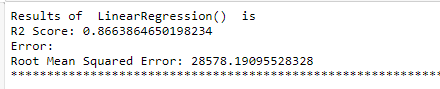 Results of  LinearRegression()  is
R2 Score: 0.8663864650198234
Error:
Root Mean Squared Error: 28578.19095528328
************************************************************